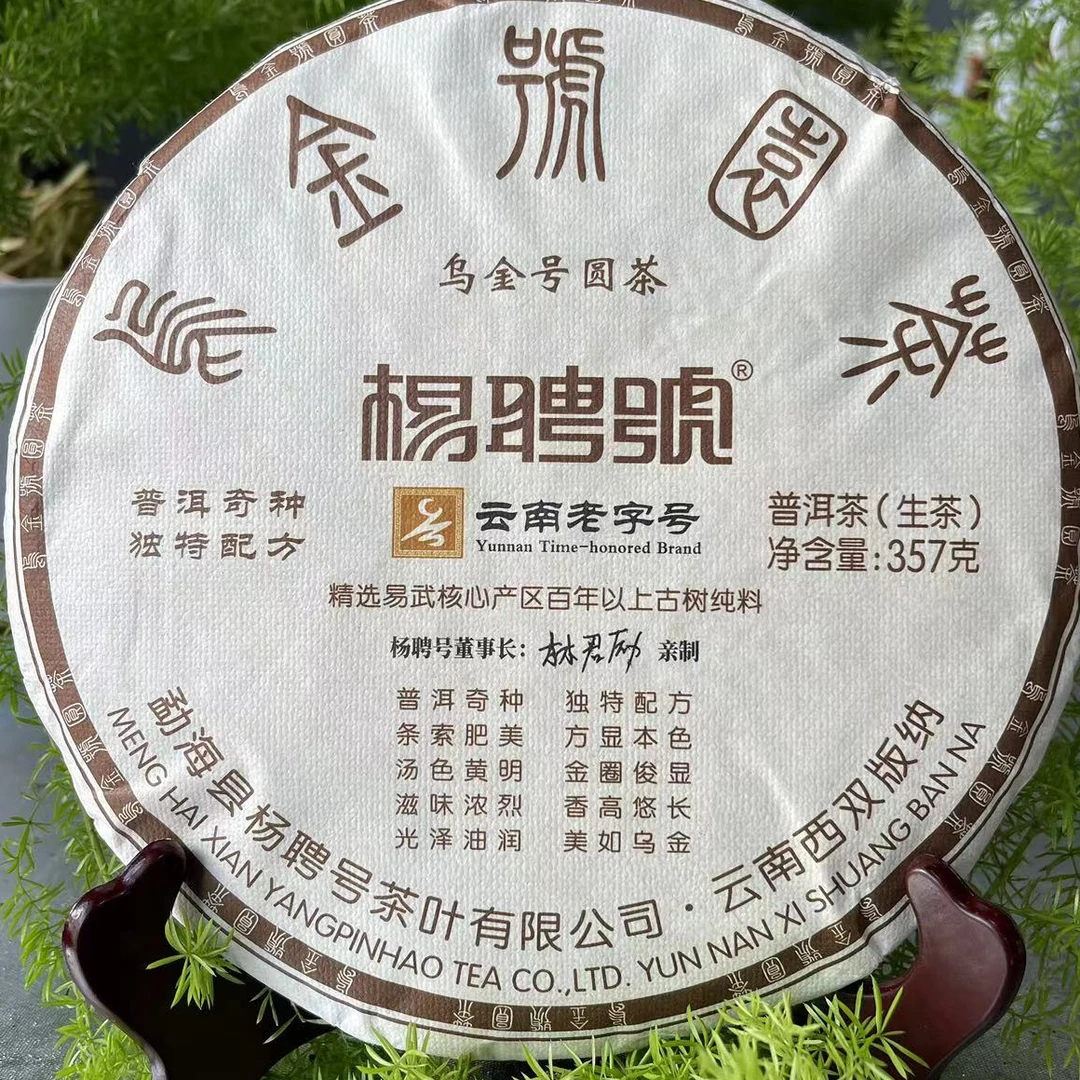 烏金號圓茶
乌金号圆茶
杨聘號®
普洱奇种
独特配方
云南老字号
Yunnan Time-honored Brand
普洱茶(生茶)
净含量:357克
精选易武核心产区百年以上古树纯料
杨聘号董事长: 林君励 亲制
普洱奇种 独特配方
条索肥美 方显本色
汤色黄明 金圈俊显
滋味浓烈 香高悠长
光泽油润 美如乌金
勐海县杨聘号茶叶有限公司·云南西双版纳
MENG HAI XIAN YANGPINHAO TEA CO.,LTD. YUN NAN XI SHUANG BAN NA